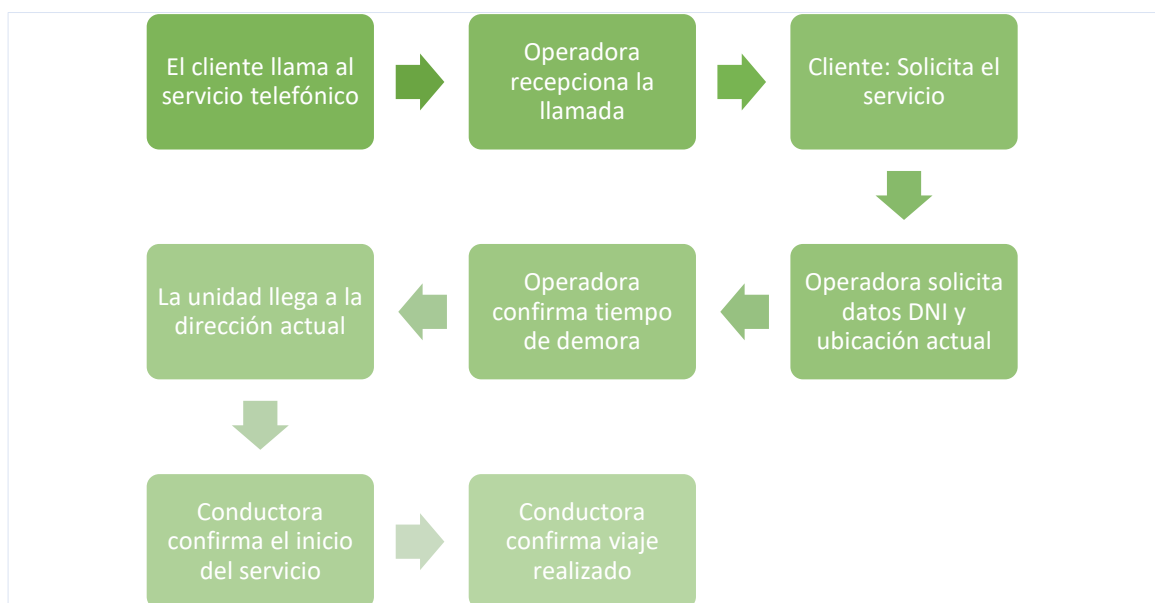 El cliente llama al
servicio telefónico
Operadora
recepciona la
llamada
Cliente: Solicita el
servicio
Operadora solicita
datos DNI y
ubicación actual
Operadora
confirma tiempo
de demora
La unidad llega a la
dirección actual
Conductora
confirma el inicio
del servicio
Conductora
confirma viaje
realizado